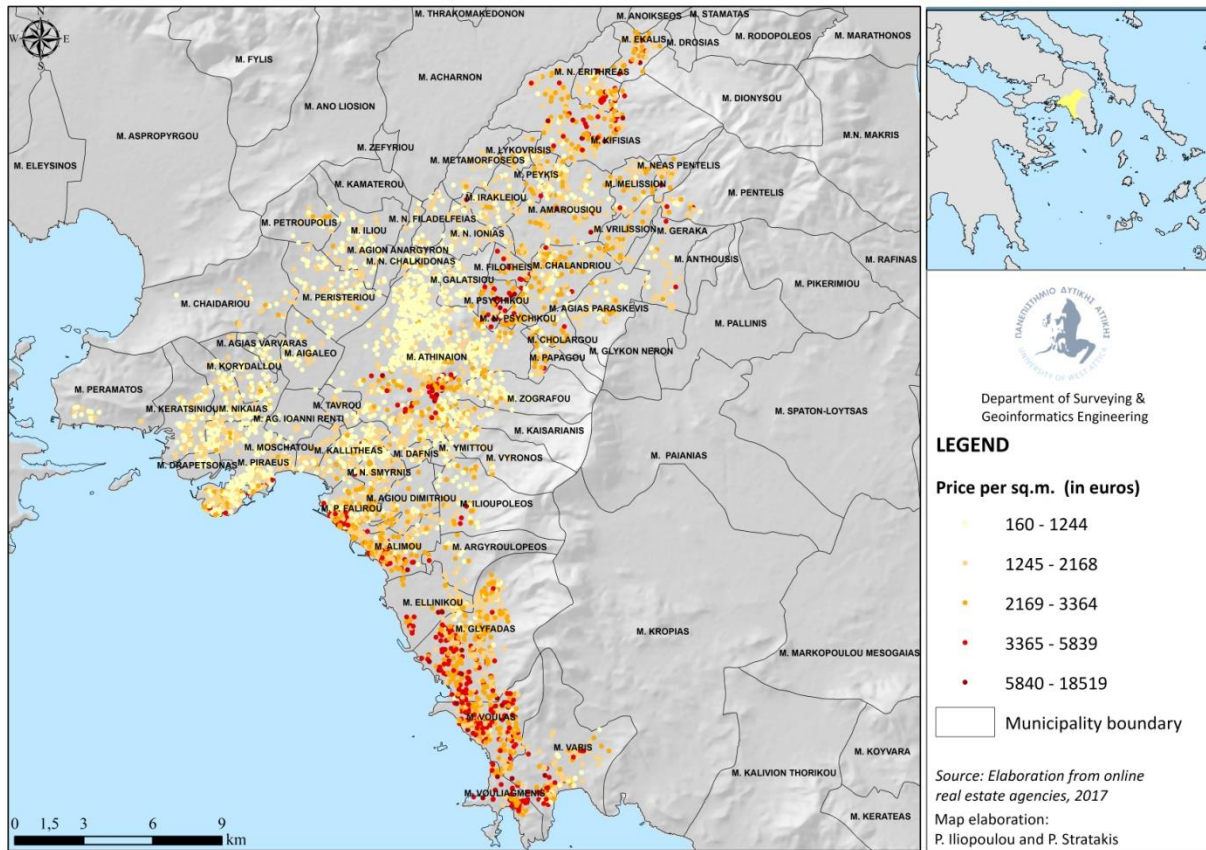 N
W
E
S
M. THRAKOMAKEDONON
M. ANOIKSEOS
M. STAMATAS
M. EKALIS
M. DROSIAS
M. RODOPOLEOS
M. MARATHONOS
M. FYLIS
M. ACHARNON
M. N. ERITHREAS
M. DIONYSOU
M. ANO LIOSION
M. ASPROPYRGOU
M. KIFISIAS
M.N. MAKRIS
M. ELEYSINOS
M. ZEFYRIOU
M. LYKOVRISIS
M. METAMORFOSEOS
M. PEYKIS
M. NEAS PENTELIS
M. KAMATEROU
M. MELISSION
M. PENTELIS
M. IRAKLEIOU
M. AMAROUSIOU
M. PETROUPOLIS
M. N. FILADELFEIAS
M. ILIOU
M. N. IONIAS
M. VRILISSION
M. GERAKA
M. AGION ANARGYRON
M. N. CHALKIDONAS
M. FILOTHEIS
M. CHALANDRIOU
M. ANTHOUSIS
M. RAFINAS
M. GALATSIOU
M. PIKERIMIOU
M. PERISTERIOU
M. CHAIDARIOU
M. PSYCHIKOU
M. AGIAS PARASKEVIS
M. N. PSYCHIKOU
M. PALLINIS
M. AGIAS VARVARAS
M. CHOLARGOU
M. AIGALEO
M. ATHINAION
M. PAPAGOU
M. GLYKON NERON
M. KORYDALLOU
M. PERAMATOS
M. ZOGRAFOU
M. KERATSINIOU
M. NIKAIAS
M. TAVROU
M. SPATON-LOYTSAS
M. AG. IOANNI RENTI
M. KAISARIANIS
M. MOSCHATOU
M. KALLITHEAS
M. DAFNIS
M. YMITTOU
M. VYRONOS
M. PAIANIAS
M. DRAPETSONAS
M. PIRAEUS
M. N. SMYRNIS
M. AGIOU DIMITRIOU
M. ILIOUPOLEOS
M. P. FALIROU
M. ALIMOU
M. ARGYROULOPEOS
M. ELLINIKOU
M. GLYFADAS
M. KROPIAS
M. MARKOPOULOU MESOGAIAS
M. VOULAS
M. VARIS
M. KOYVARA
M. KALIVION THORIKOU
M. VOULIAGMENIS
M. KERATEAS
0 1,5 3 6 9
km
ΠΑΝΕΠΙΣΤΗΜΙΟ ΔΥΤΙΚΗΣ ΑΤΤΙΚΗΣ
UNIVERSITY OF WEST ATTICA
Department of Surveying &
Geoinformatics Engineering
LEGEND
Price per sq.m. (in euros)
160 - 1244
1245 - 2168
2169 - 3364
3365 - 5839
5840 - 18519
Municipality boundary
Source: Elaboration from online
real estate agencies, 2017
Map elaboration:
P. Iliopoulou and P. Stratakis